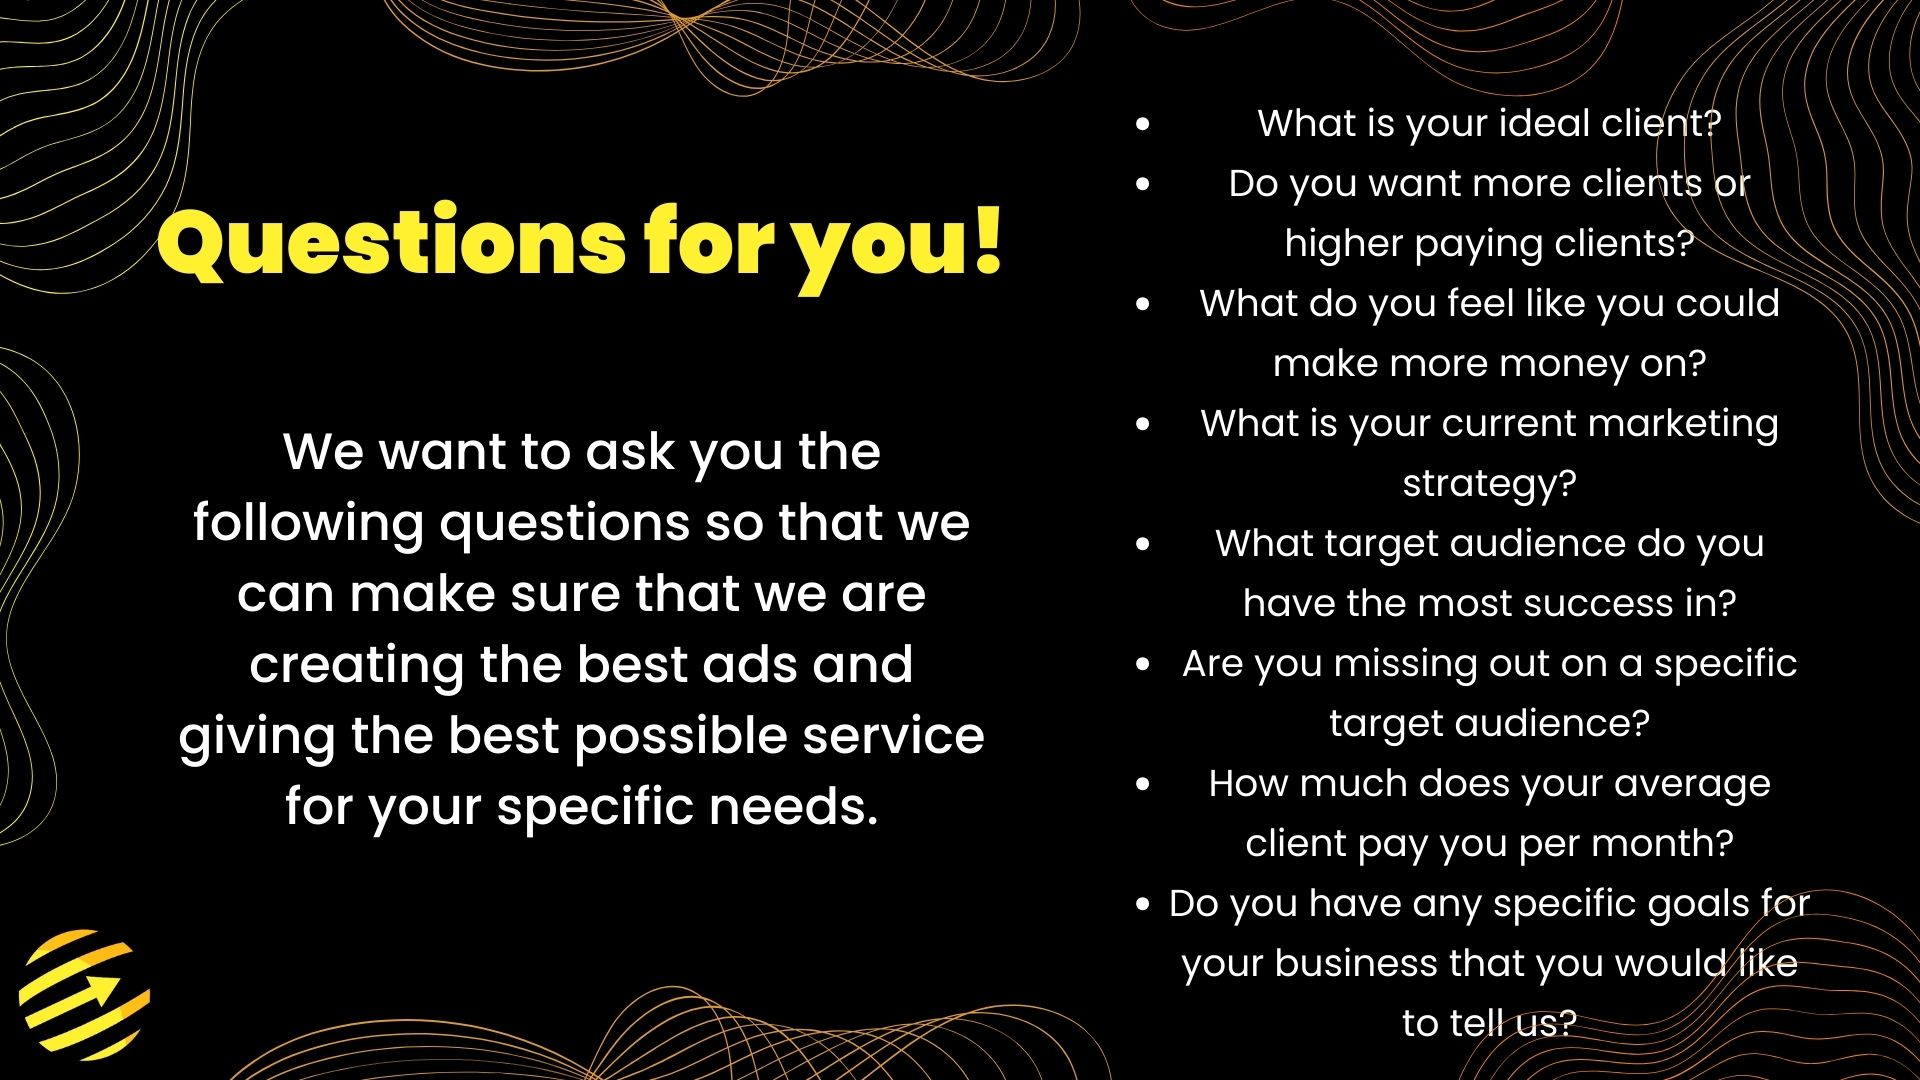 Questions for you!
We want to ask you the
following questions so that we
can make sure that we are
creating the best ads and
giving the best possible service
for your specific needs.
• What is your ideal client?
• Do you want more clients or
higher paying clients?
• What do you feel like you could
make more money on?
• What is your current marketing
strategy?
• What target audience do you
have the most success in?
• Are you missing out on a specific
target audience?
• How much does your average
client pay you per month?
• Do you have any specific goals for
your business that you would like
to tell us?